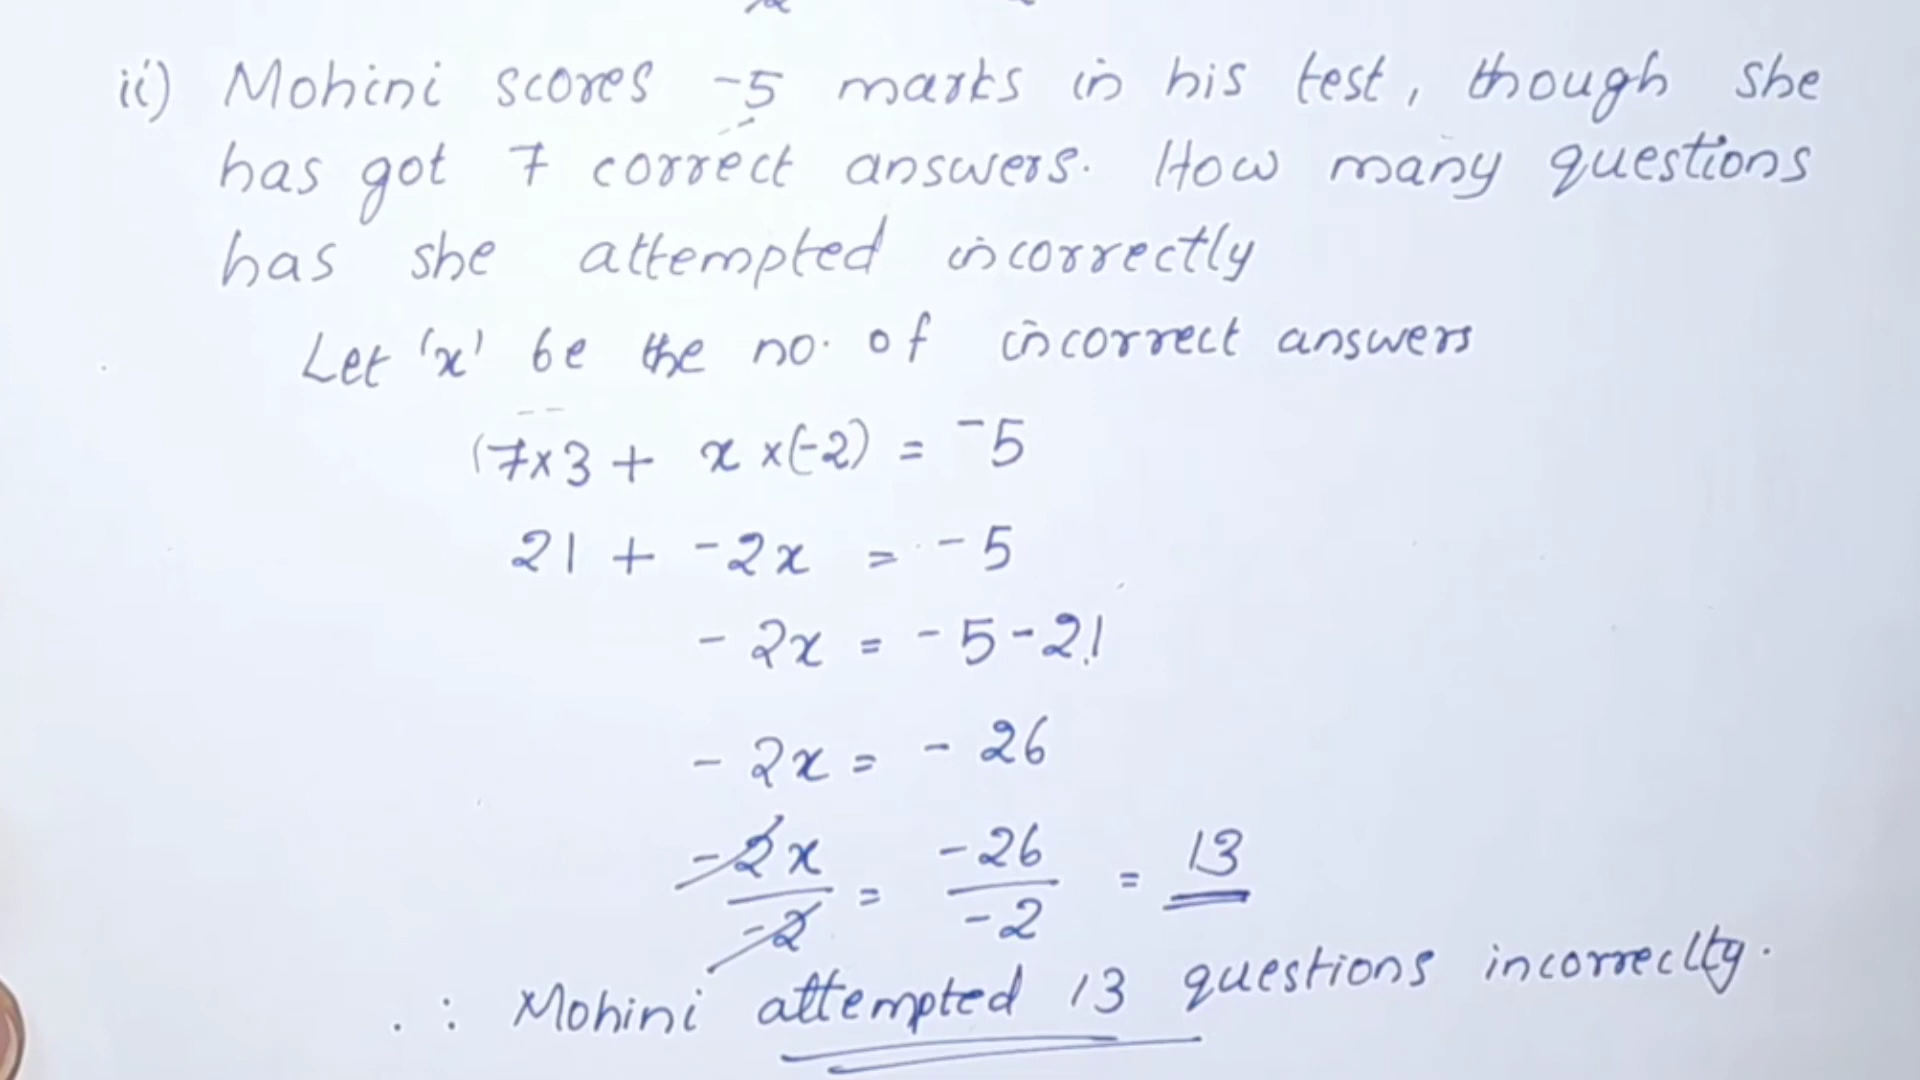 ii) Mohini scores -5 marks in his test, though she
has got 7 correct answers. How many questions
has she attempted incorrectly
Let 'x' be the no. of incorrect answers
(7x3 + x x(-2) = -5
21 + -2x = -5
-2x = -5-21
-2x = -26
-2x/-2 = -26/-2 = 13
∴ Mohini attempted 13 questions incorrectly.